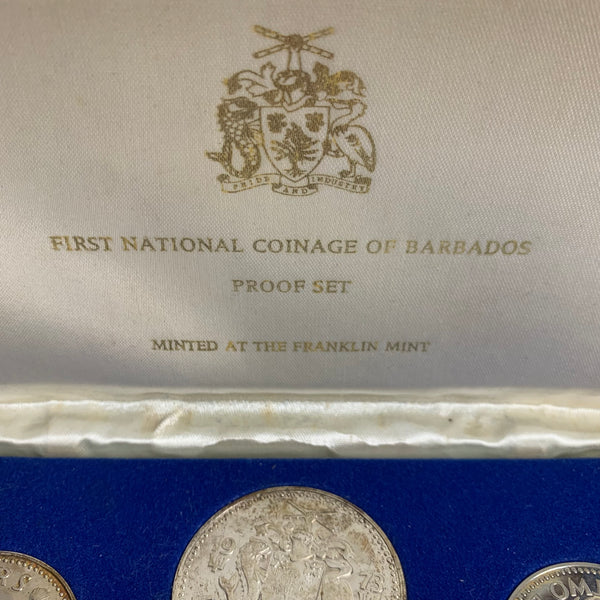 PRIDE AND INDUSTRY
FIRST NATIONAL COINAGE OF BARBADOS
PROOF SET
MINTED AT THE FRANKLIN MINT